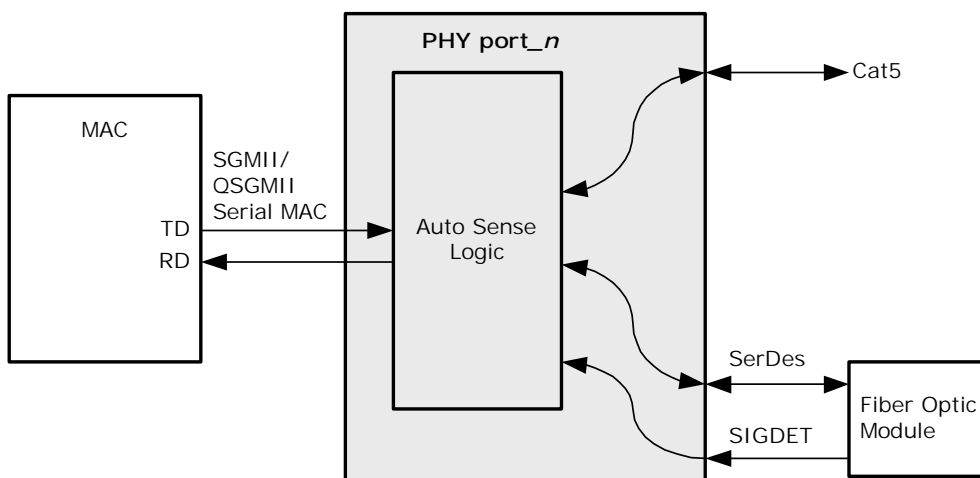 PHY port_n
Cat5
MAC
SGMII/
QSGMII
Serial MAC
TD
RD
Auto Sense
Logic
SerDes
SIGDET
Fiber Optic
Module